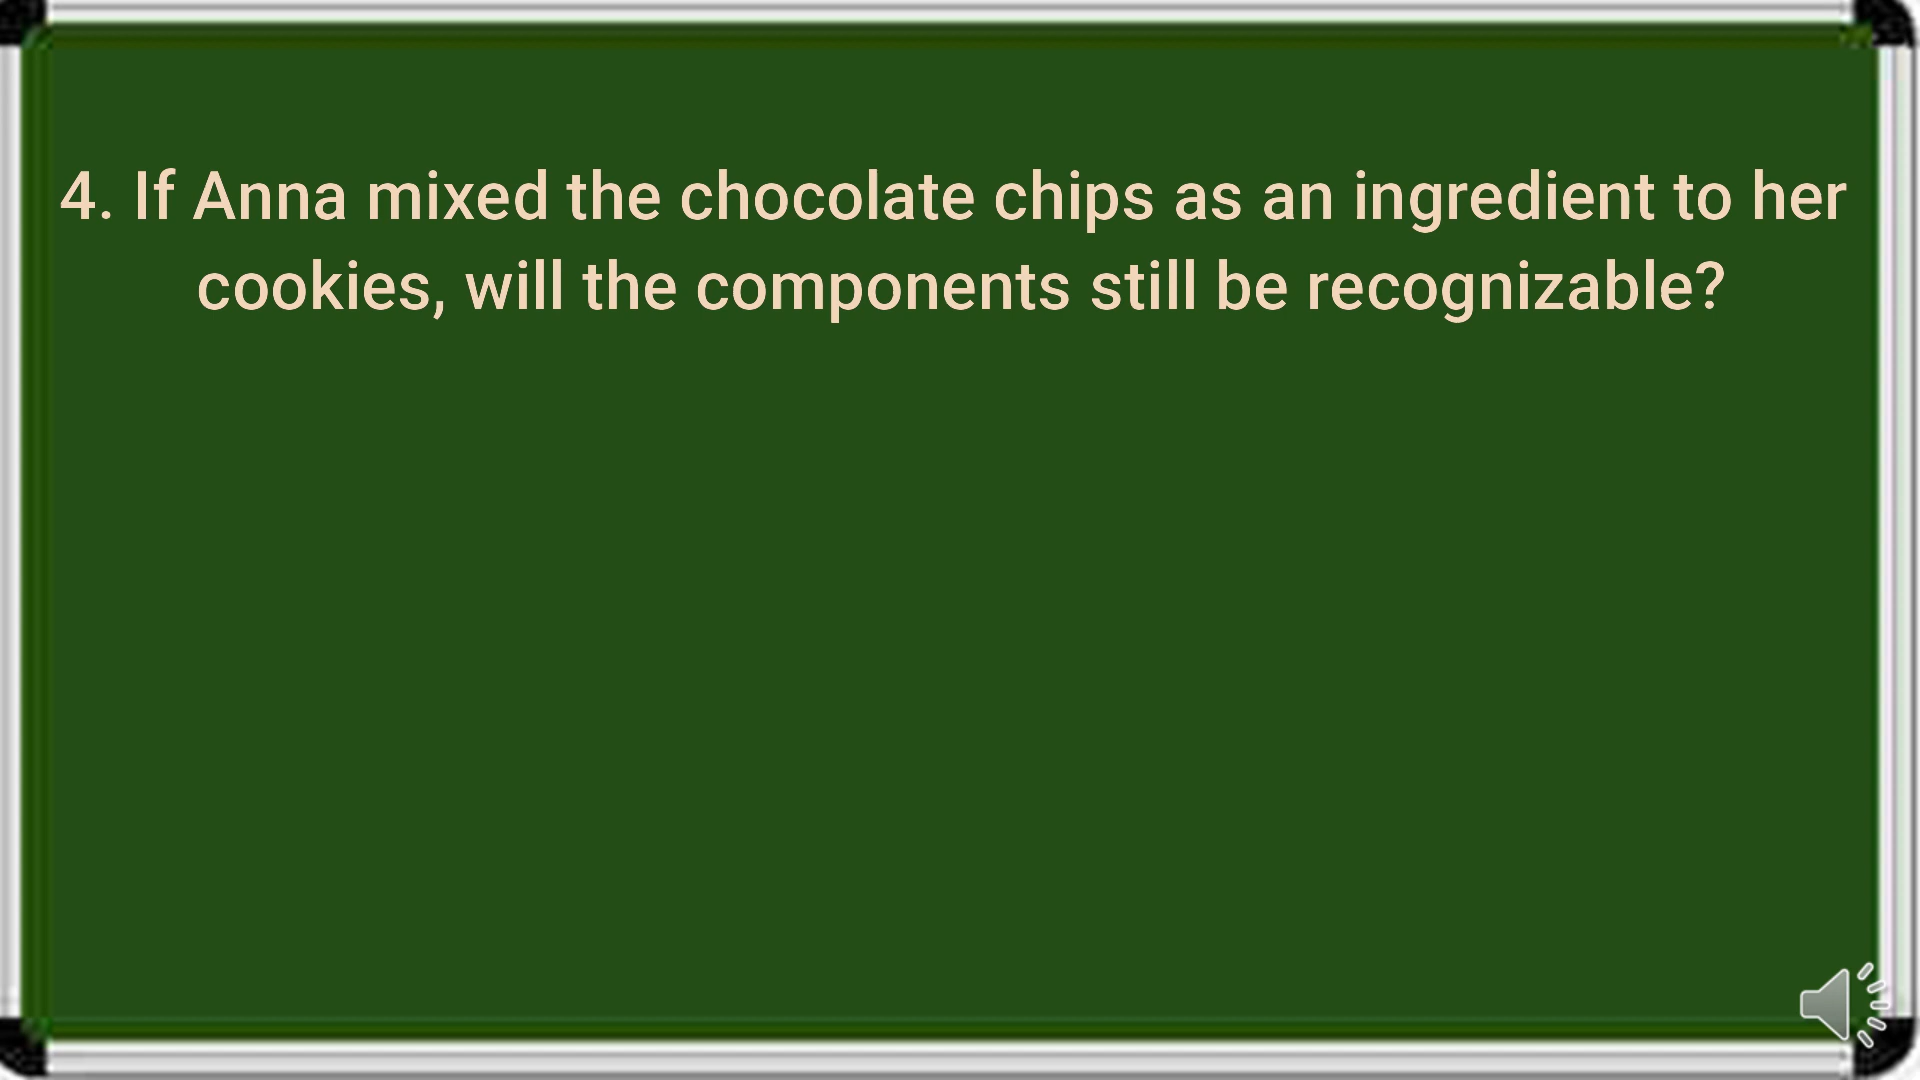 4. If Anna mixed the chocolate chips as an ingredient to her
cookies, will the components still be recognizable?